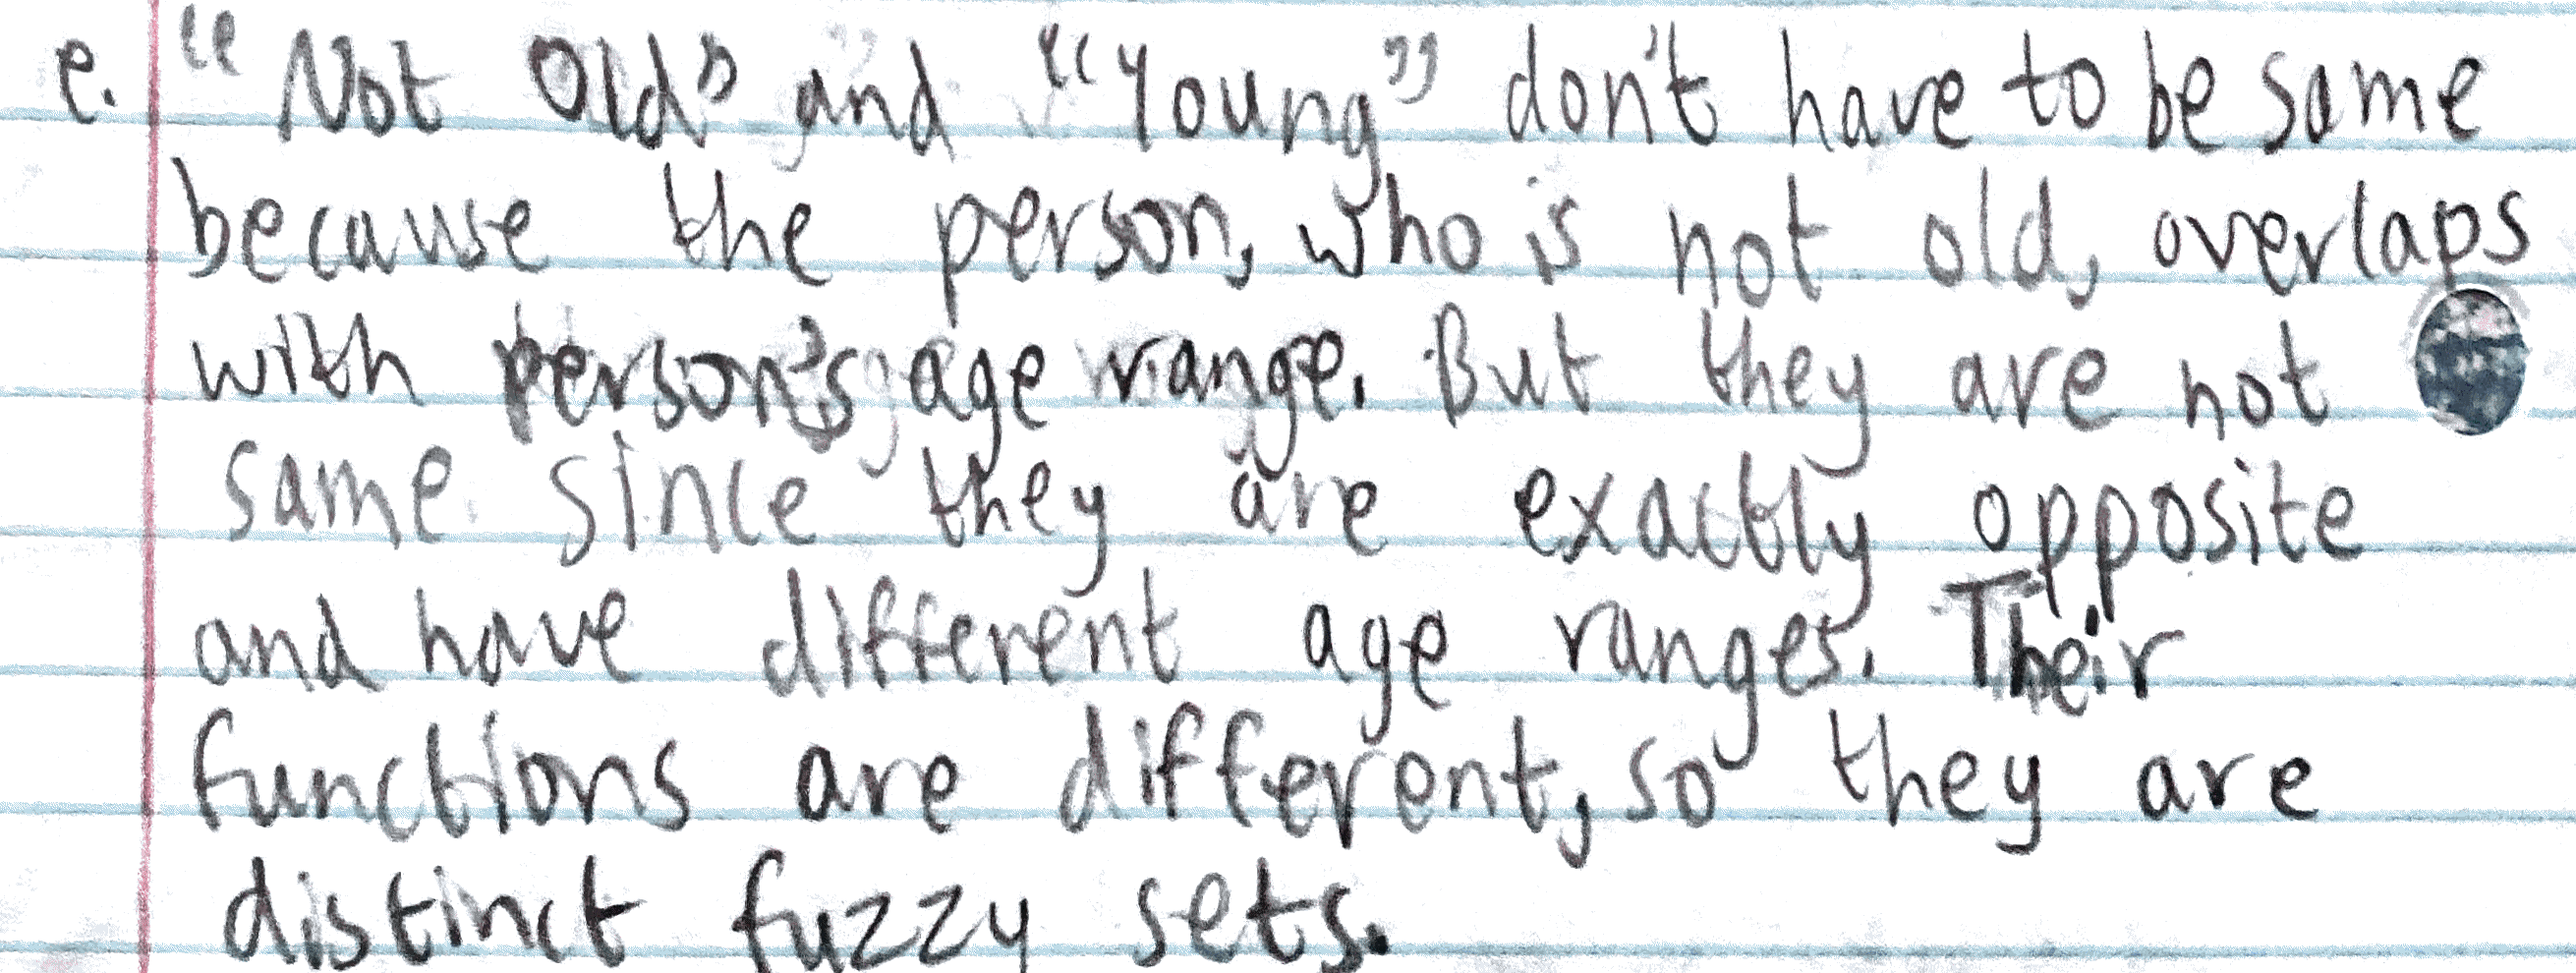 e. "Not Old" and "Young" don't have to be same
because the person, who is not old, overlaps
with person's age range. But they are not
same since they are exactly opposite
and have different age ranges. Their
functions are different, so they are
distinct fuzzy sets.